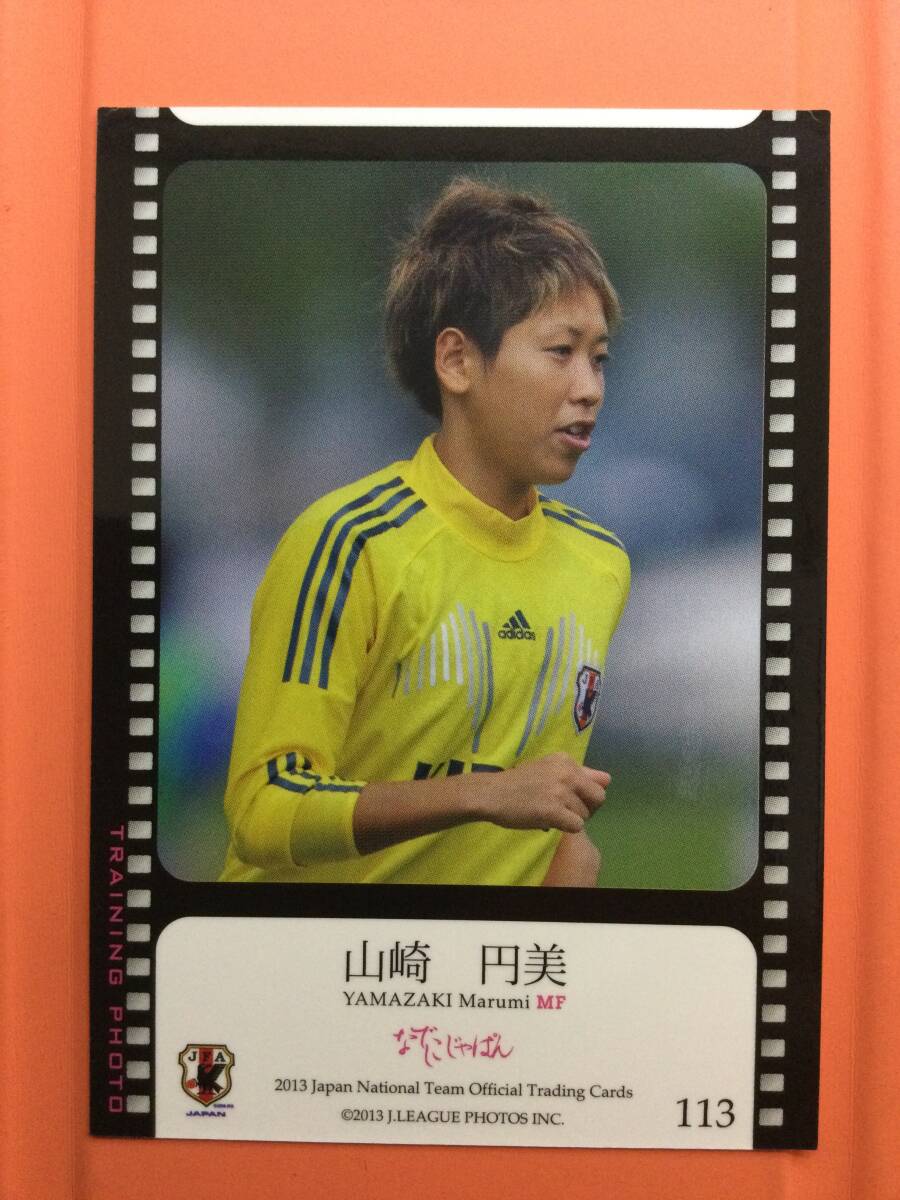 adidas
TRAINING PHOTO
山崎 円美
YAMAZAKI Marumi MF
なでしこじゃぱん
JFA
JAPAN
2013 Japan National Team Official Trading Cards
©2013 J.LEAGUE PHOTOS INC.
113